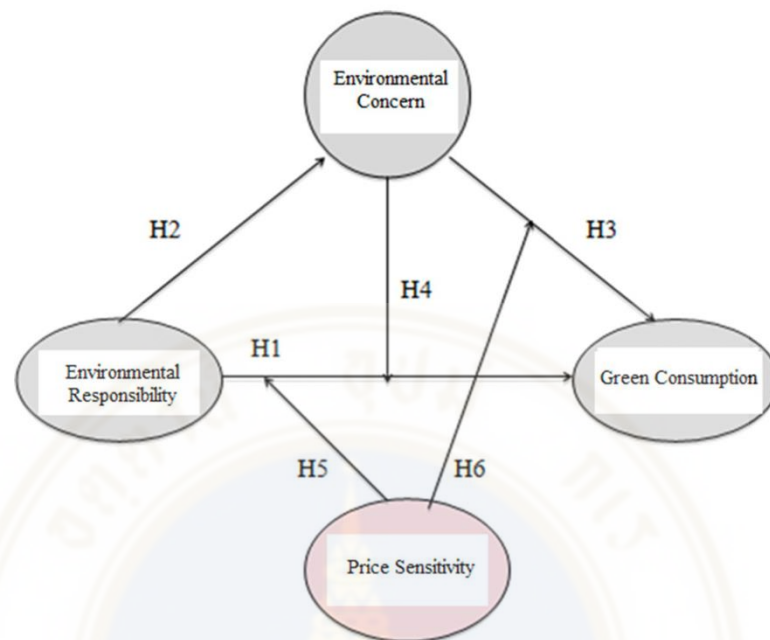 Environmental
Concern
H2
H3
H4
H1
Environmental
Responsibility
Green Consumption
H5
H6
Price Sensitivity